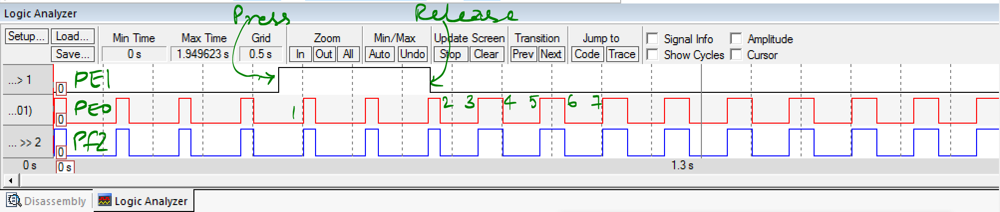 Logic Analyzer
Press
Release
Setup... Load... Min Time Max Time Grid Zoom Min/Max Update Screen Transition Jump to Signal Info Amplitude
Save... 0 s 1.949623 s 0.5 s In Out All Auto Undo Stop Clear Prev Next Code Trace Show Cycles Cursor
...> 1 0 PE1
...01) 0 PE0 1 2 3 4 5 6 7
... >> 2 0 Pf2
0 s 0 s 1.3 s
Disassembly Logic Analyzer